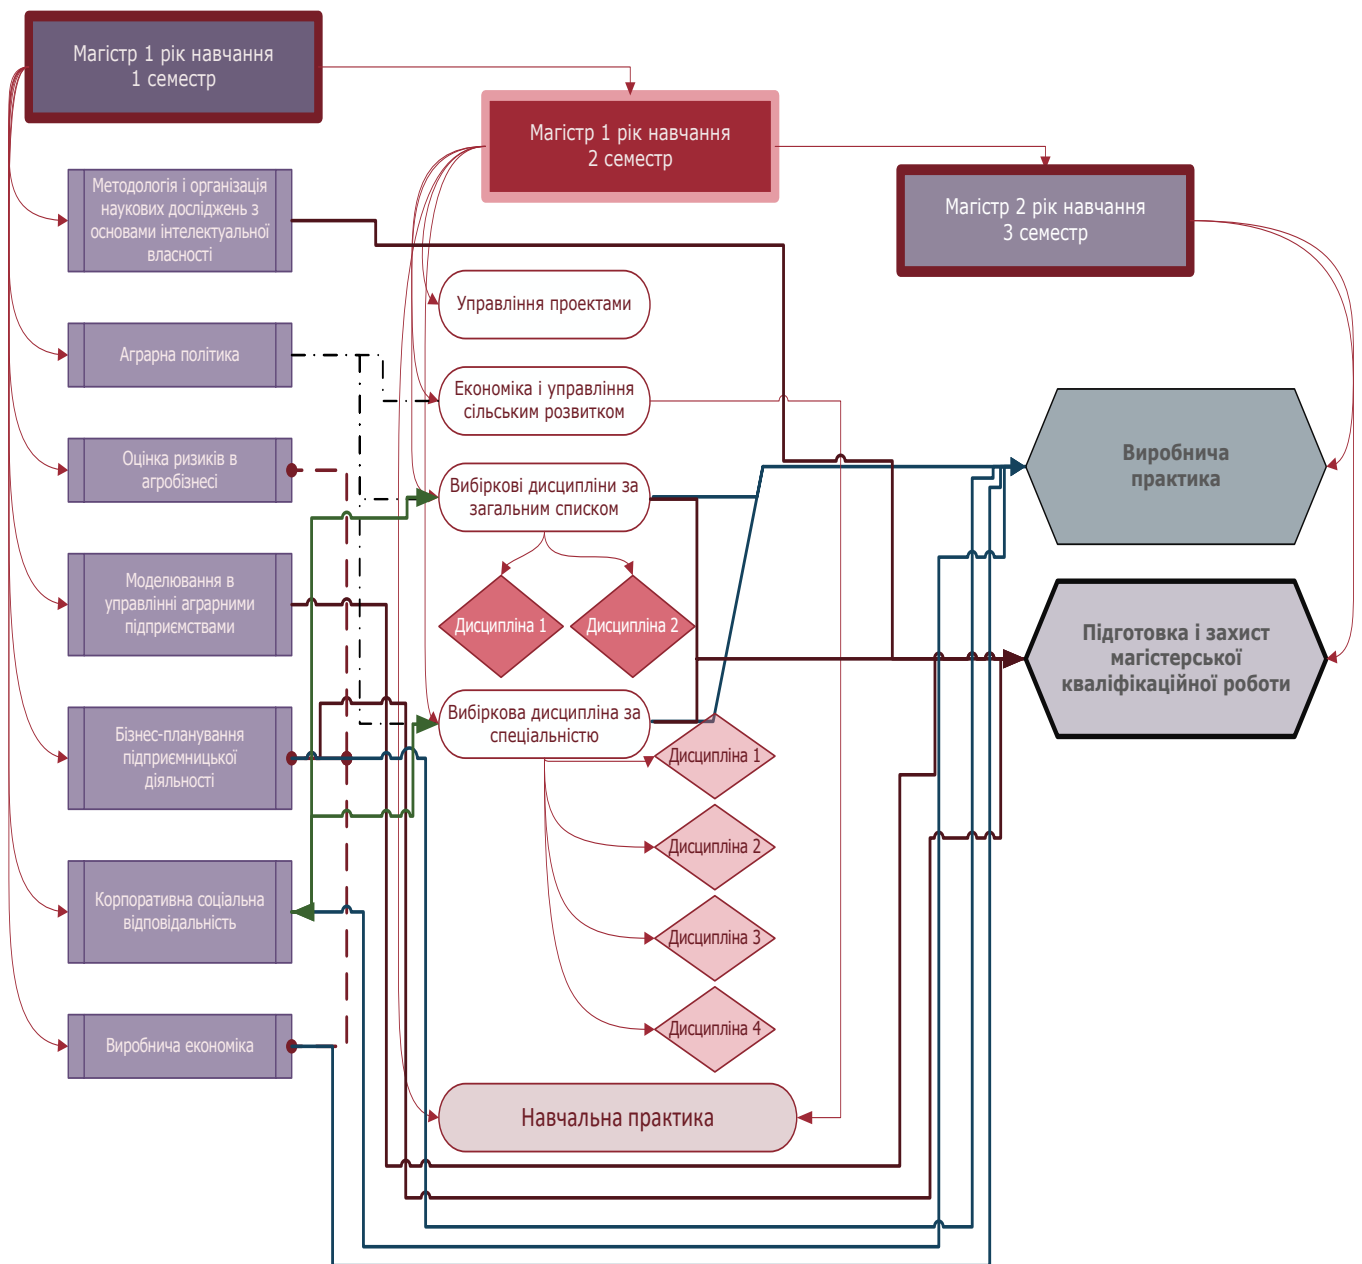 Магістр 1 рік навчання
1 семестр
Магістр 1 рік навчання
2 семестр
Магістр 2 рік навчання
3 семестр
Методологія і організація
наукових досліджень з
основами інтелектуальної
власності
Аграрна політика
Оцінка ризиків в
агробізнесі
Моделювання в
управлінні аграрними
підприємствами
Бізнес-планування
підприємницької
діяльності
Корпоративна соціальна
відповідальність
Виробнича економіка
Управління проектами
Економіка і управління
сільським розвитком
Вибіркові дисципліни за
загальним списком
Дисципліна 1
Дисципліна 2
Вибіркова дисципліна за
спеціальністю
Дисципліна 1
Дисципліна 2
Дисципліна 3
Дисципліна 4
Навчальна практика
Виробнича
практика
Підготовка і захист
магістерської
кваліфікаційної роботи